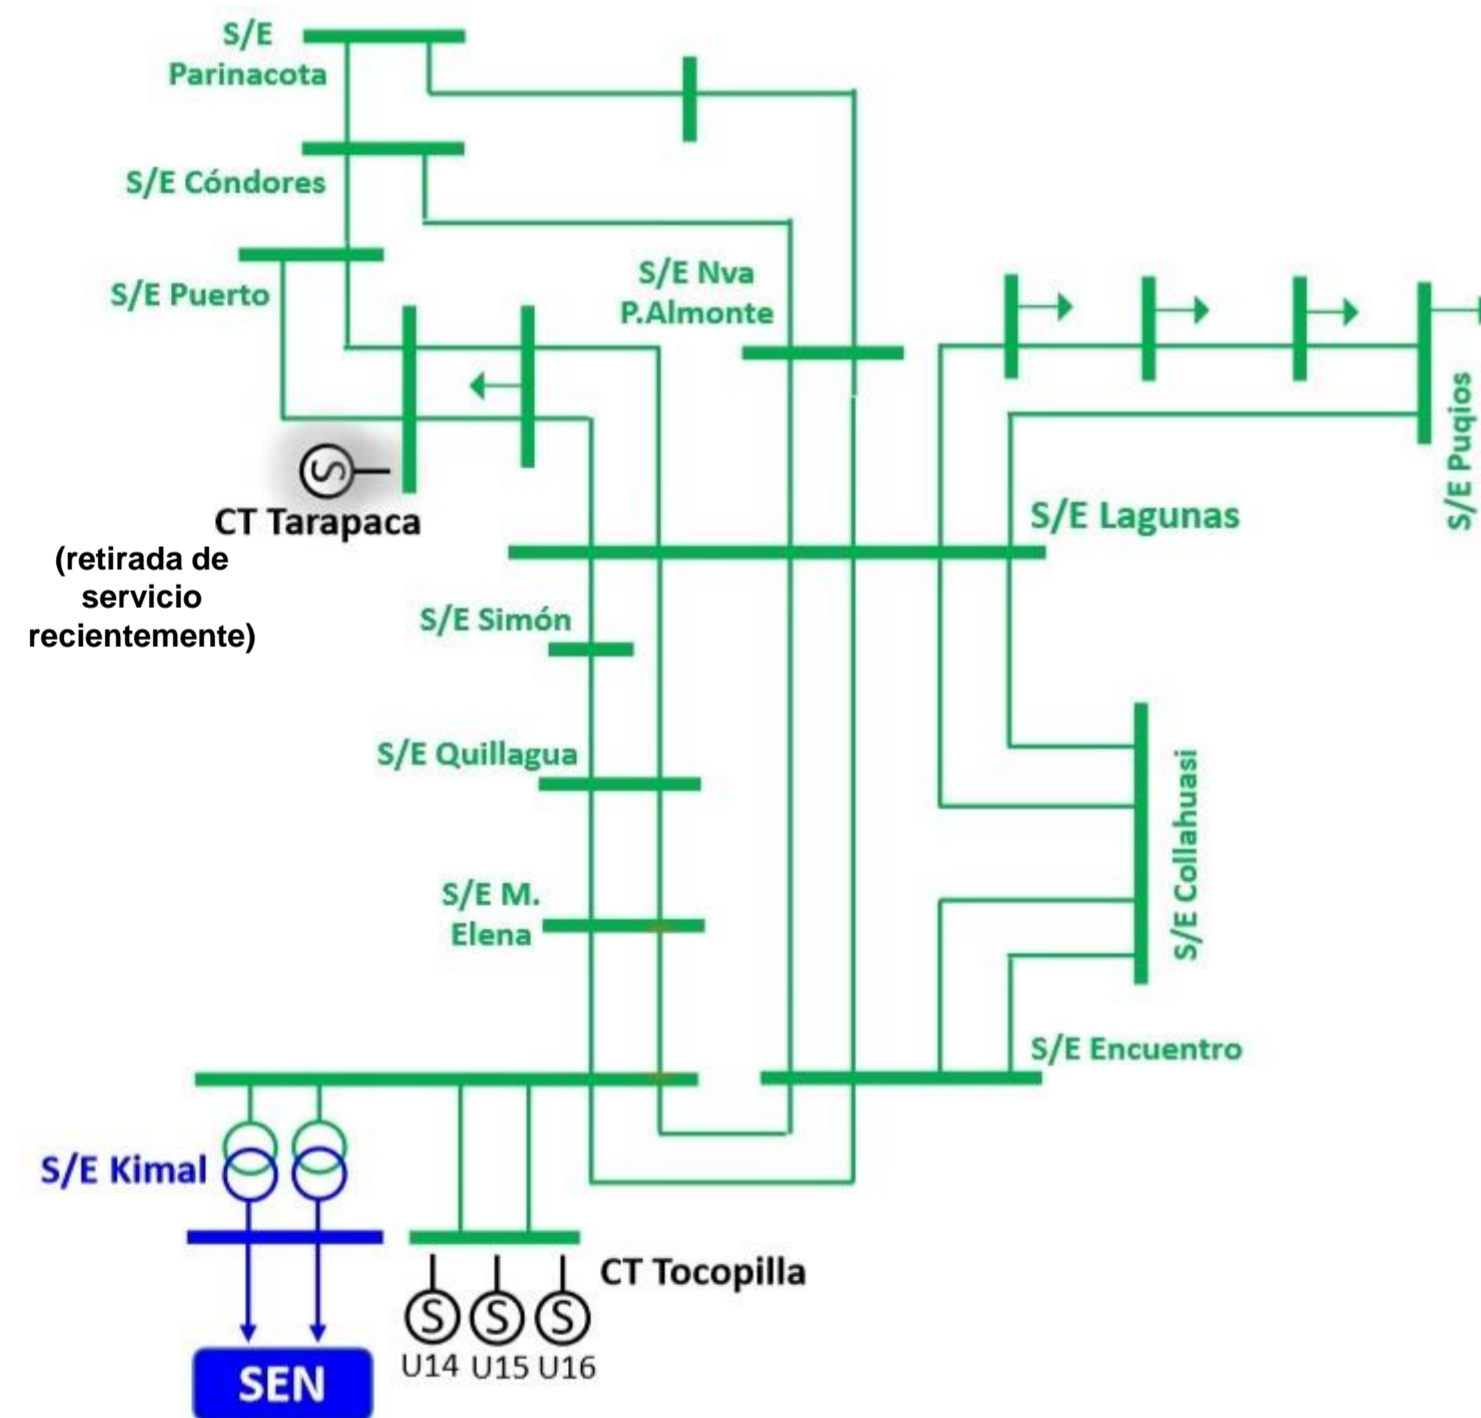 S/E
Parinacota
S/E Cóndores
S/E Puerto
S/E Nva
P.Almonte
S/E Puqios
CT Tarapaca
(retirada de
servicio
recientemente)
S/E Lagunas
S/E Simón
S/E Quillagua
S/E Collahuasi
S/E M.
Elena
S/E Encuentro
S/E Kimal
CT Tocopilla
S
S
S
S
U14 U15 U16
SEN